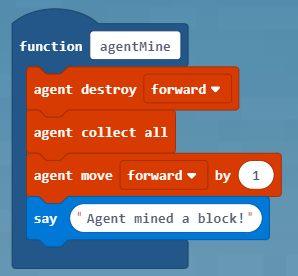 function agentMine
agent destroy forward
agent collect all
agent move forward by 1
say "Agent mined a block!"